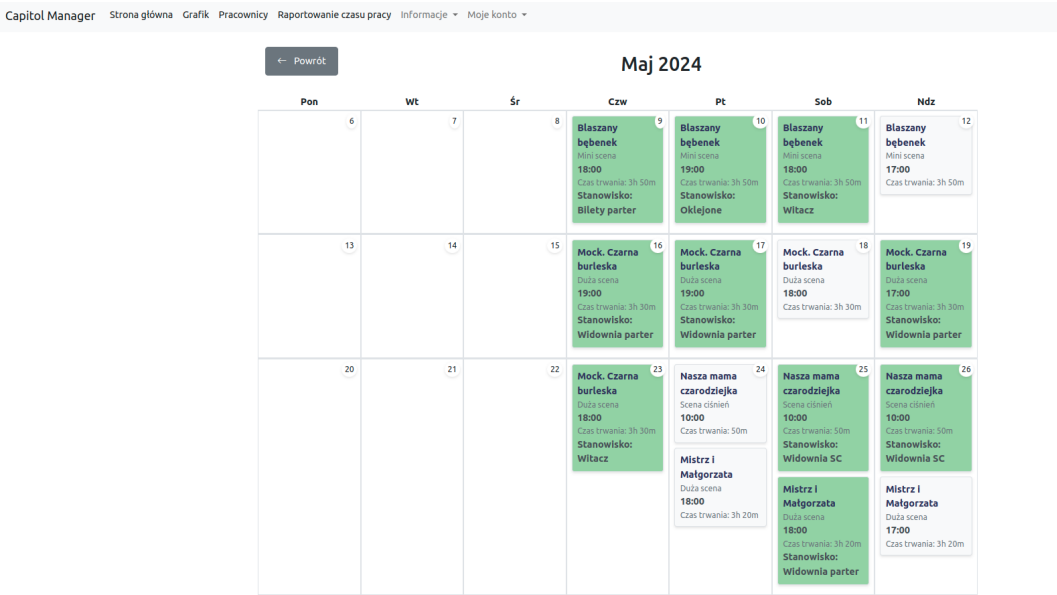 Capitol Manager Strona główna Grafik Pracownicy Raportowanie czasu pracy Informacje Moje konto
← Powrót
Maj 2024
Pon Wt Śr Czw Pt Sob Ndz
6
7
8
9
Blaszany
bębenek
Mini scena
18:00
Czas trwania: 3h 50m
Stanowisko:
Bilety parter
10
Blaszany
bębenek
Mini scena
19:00
Czas trwania: 3h 50m
Stanowisko:
Oklejone
11
Blaszany
bębenek
Mini scena
18:00
Czas trwania: 3h 50m
Stanowisko:
Witacz
12
Blaszany
bębenek
Mini scena
17:00
Czas trwania: 3h 50m
13
14
15
16
Mock. Czarna
burleska
Duża scena
19:00
Czas trwania: 3h 30m
Stanowisko:
Widownia parter
17
Mock. Czarna
burleska
Duża scena
19:00
Czas trwania: 3h 30m
Stanowisko:
Widownia parter
18
Mock. Czarna
burleska
Duża scena
18:00
Czas trwania: 3h 30m
19
Mock. Czarna
burleska
Duża scena
17:00
Czas trwania: 3h 30m
Stanowisko:
Widownia parter
20
21
22
23
Mock. Czarna
burleska
Duża scena
18:00
Czas trwania: 3h 30m
Stanowisko:
Witacz
24
Nasza mama
czarodziejka
Scena ciśnień
10:00
Czas trwania: 50m
Mistrz i
Małgorzata
Duża scena
18:00
Czas trwania: 3h 20m
25
Nasza mama
czarodziejka
Scena ciśnień
10:00
Czas trwania: 50m
Stanowisko:
Widownia SC
Mistrz i
Małgorzata
Duża scena
18:00
Czas trwania: 3h 20m
Stanowisko:
Widownia parter
26
Nasza mama
czarodziejka
Scena ciśnień
10:00
Czas trwania: 50m
Stanowisko:
Widownia SC
Mistrz i
Małgorzata
Duża scena
17:00
Czas trwania: 3h 20m